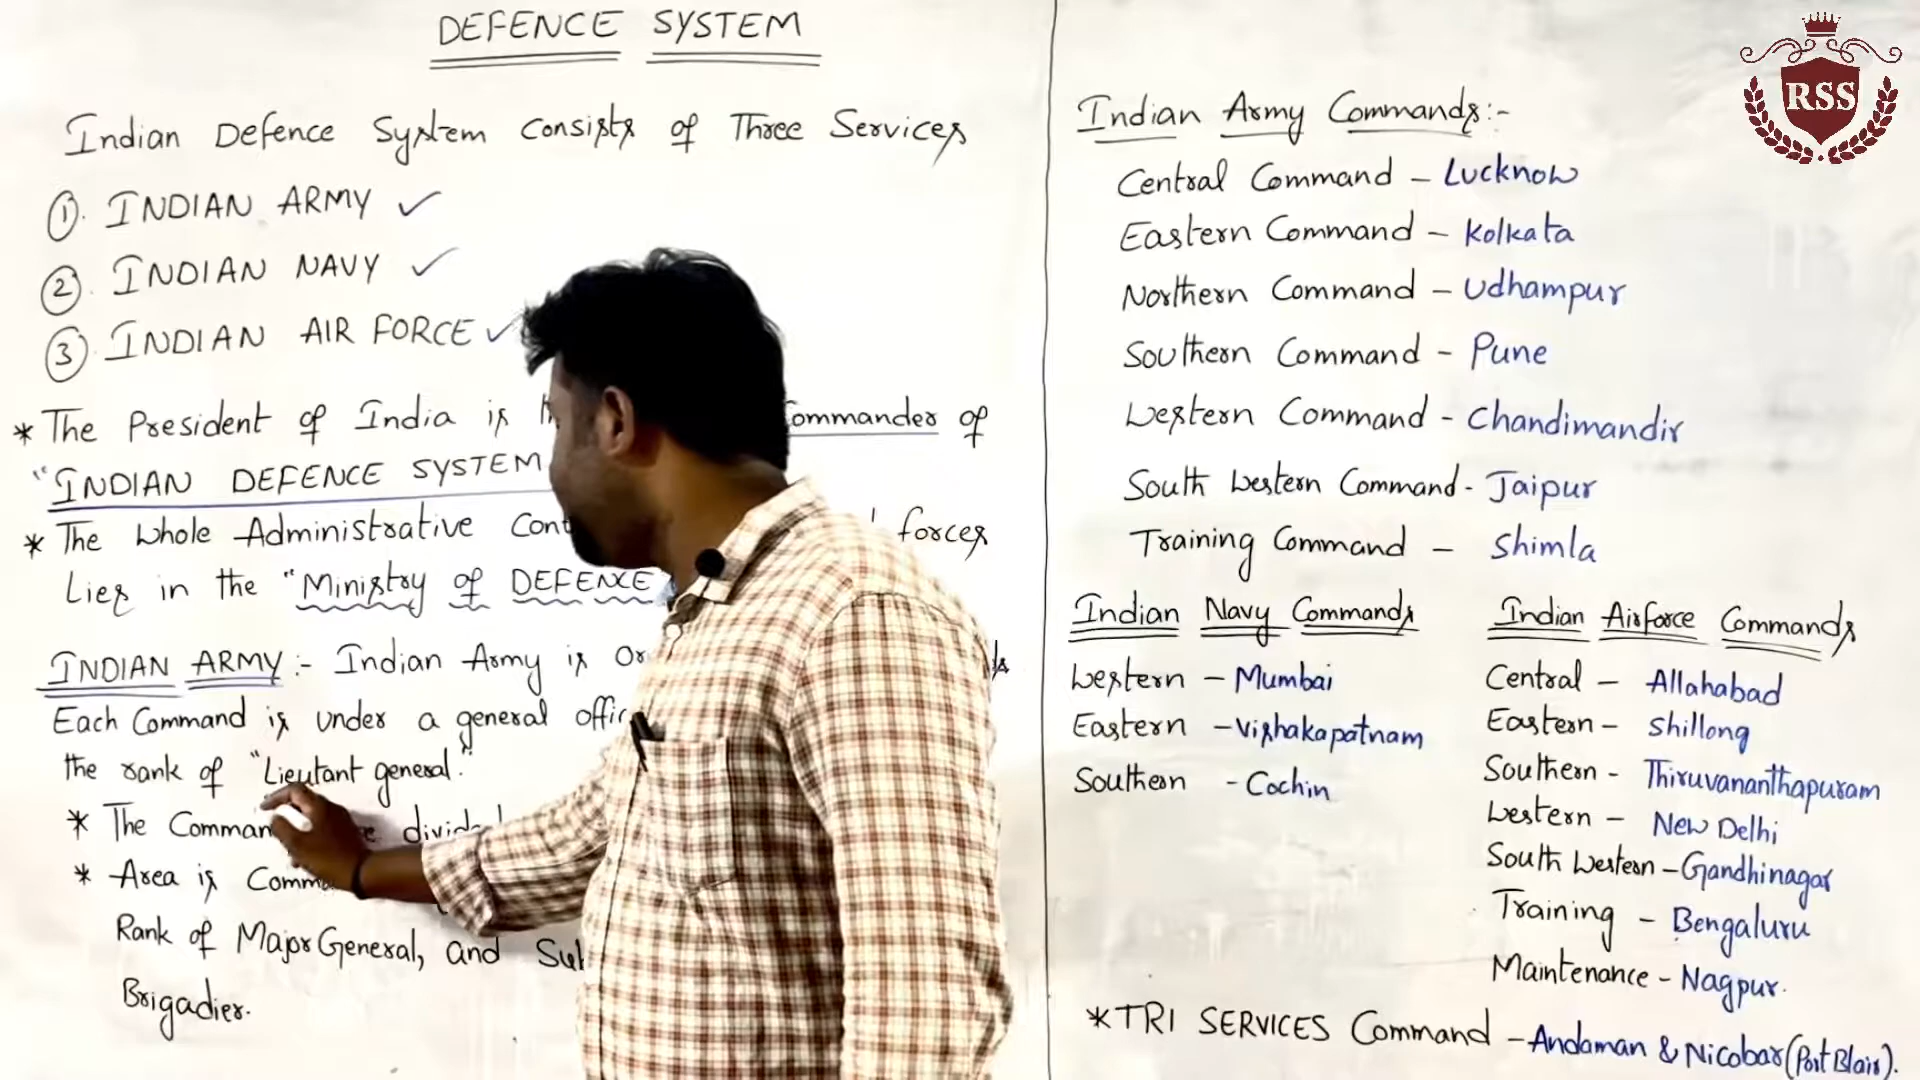 DEFENCE SYSTEM
Indian Defence System Consists of Three Services
1. INDIAN ARMY ✓
2. INDIAN NAVY ✓
3. INDIAN AIR FORCE ✓
* The President of India is ommander of
"INDIAN DEFENCE SYSTEM
* The Whole Administrative Cont forces
Lies in the "Ministry of DEFENCE
INDIAN ARMY :- Indian Army is Or
Each Command is under a general offic
the rank of "Lieutant general."
* The Comman divid
* Area is Comm
Rank of Major General, and Sub
Brigadier.
RSS
Indian Army Commands:-
Central Command - Lucknow
Eastern Command - Kolkata
Northern Command - Udhampur
Southern Command - Pune
Western Command - Chandimandir
South Western Command - Jaipur
Training Command - Shimla
Indian Navy Commands
Western - Mumbai
Eastern - Vishakapatnam
Southern - Cochin
Indian Airforce Commands
Central - Allahabad
Eastern - Shillong
Southern - Thiruvananthapuram
Western - New Delhi
South Western - Gandhinagar
Training - Bengaluru
Maintenance - Nagpur.
* TRI SERVICES Command - Andaman & Nicobar (Port Blair).